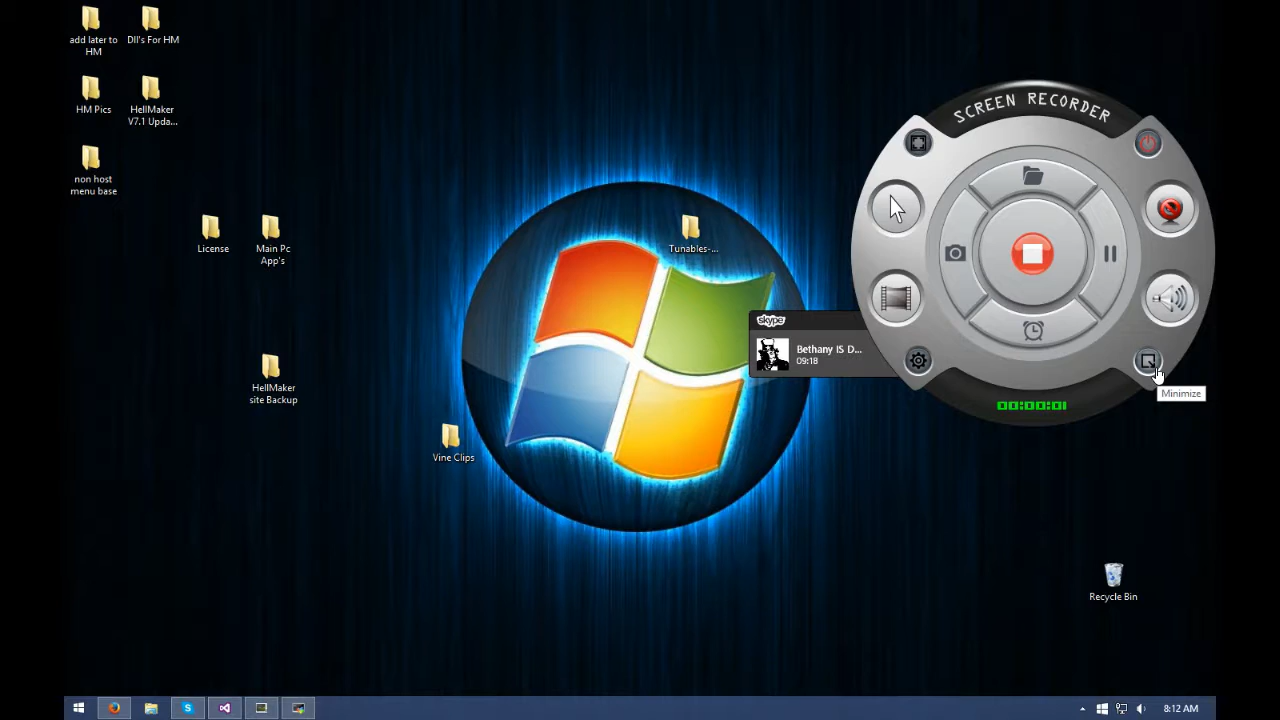 add later to
HM
Dll's For HM
HM Pics
HellMaker
V7.1 Upda...
non host
menu base
License
Main Pc
App's
Tunables-...
HellMaker
site Backup
Vine Clips
SCREEN RECORDER
skype
Bethany IS D...
09:18
00:00:01
Minimize
Recycle Bin
8:12 AM